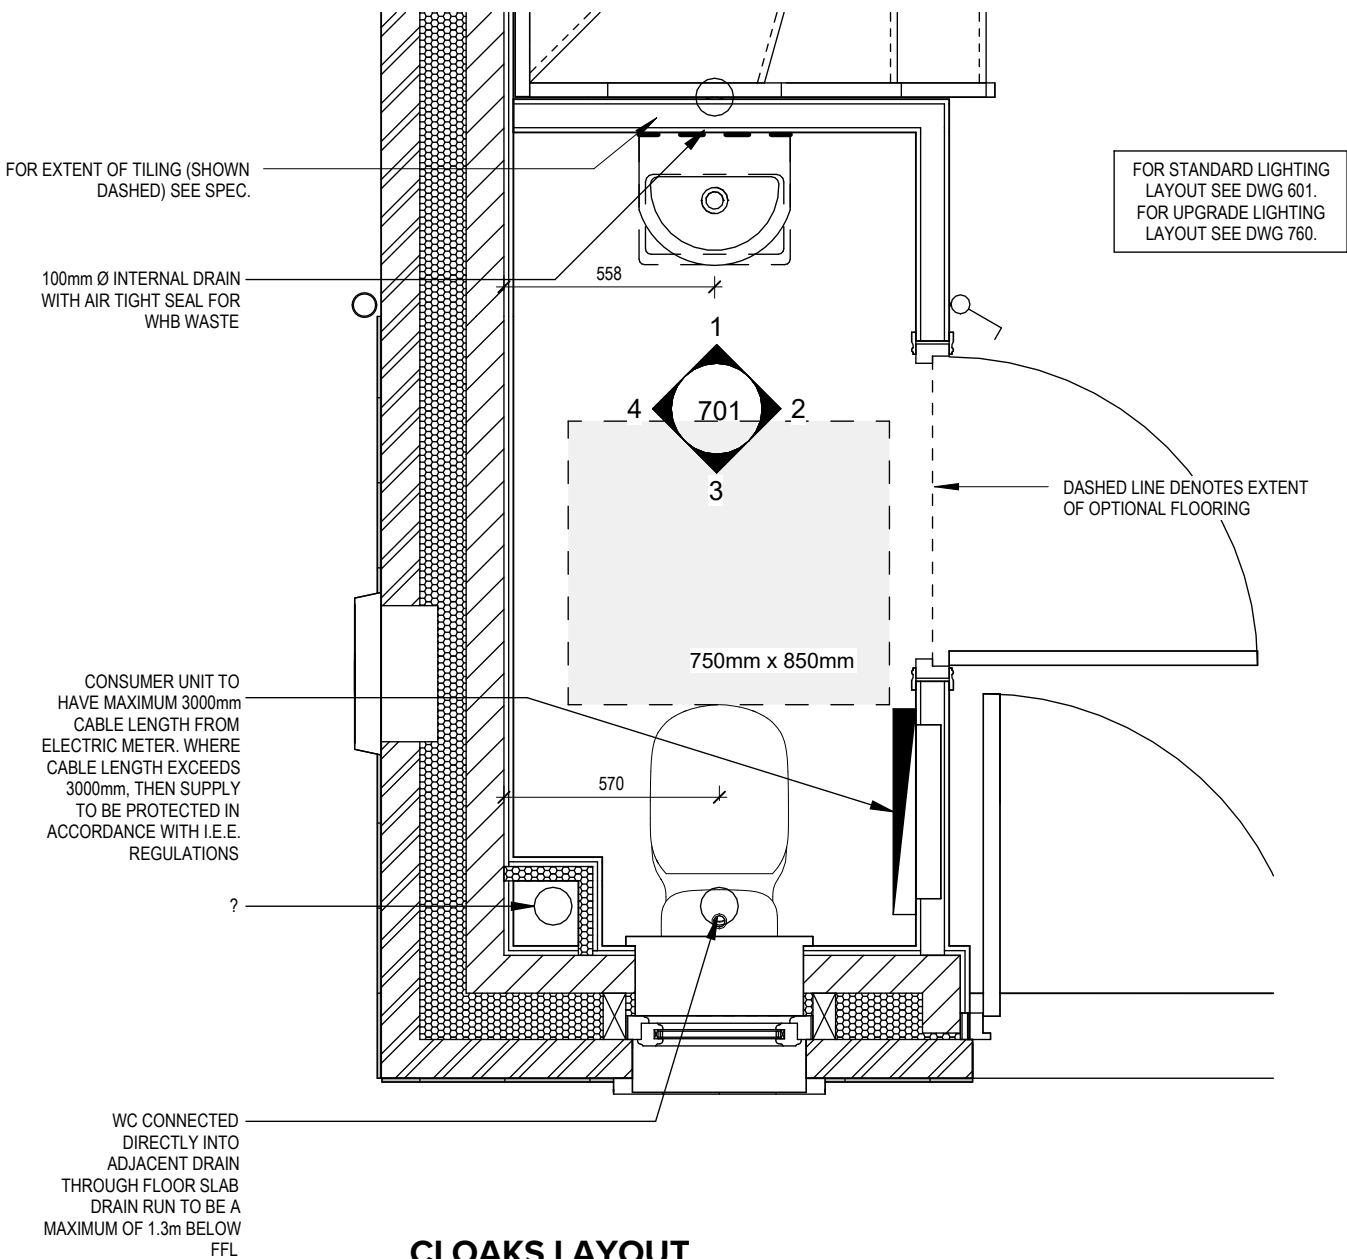 FOR EXTENT OF TILING (SHOWN
DASHED) SEE SPEC.
FOR STANDARD LIGHTING
LAYOUT SEE DWG 601.
FOR UPGRADE LIGHTING
LAYOUT SEE DWG 760.
100mm Ø INTERNAL DRAIN
WITH AIR TIGHT SEAL FOR
WHB WASTE
558
1
4
701
2
3
DASHED LINE DENOTES EXTENT
OF OPTIONAL FLOORING
750mm x 850mm
CONSUMER UNIT TO
HAVE MAXIMUM 3000mm
CABLE LENGTH FROM
ELECTRIC METER. WHERE
CABLE LENGTH EXCEEDS
3000mm, THEN SUPPLY
TO BE PROTECTED IN
ACCORDANCE WITH I.E.E.
REGULATIONS
570
?
WC CONNECTED
DIRECTLY INTO
ADJACENT DRAIN
THROUGH FLOOR SLAB
DRAIN RUN TO BE A
MAXIMUM OF 1.3m BELOW
FFL
CLOAKS LAYOUT